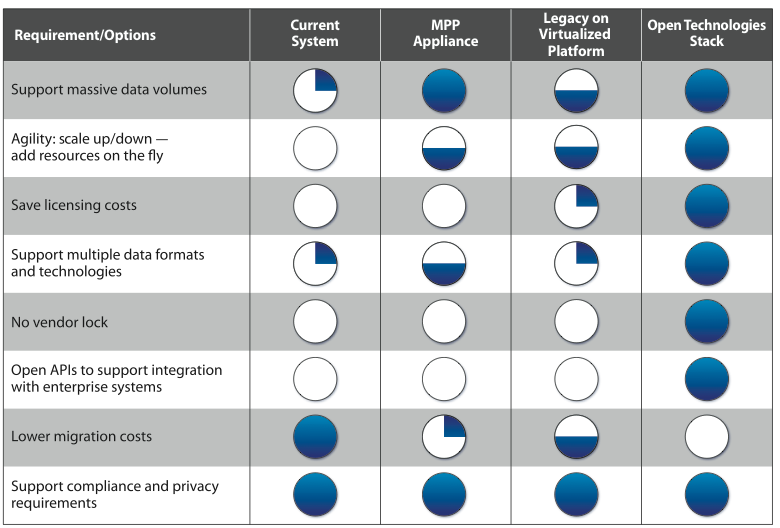 Requirement/Options
Current
System
MPP
Appliance
Legacy on
Virtualized
Platform
Open Technologies
Stack
Support massive data volumes
Agility: scale up/down —
add resources on the fly
Save licensing costs
Support multiple data formats
and technologies
No vendor lock
Open APIs to support integration
with enterprise systems
Lower migration costs
Support compliance and privacy
requirements